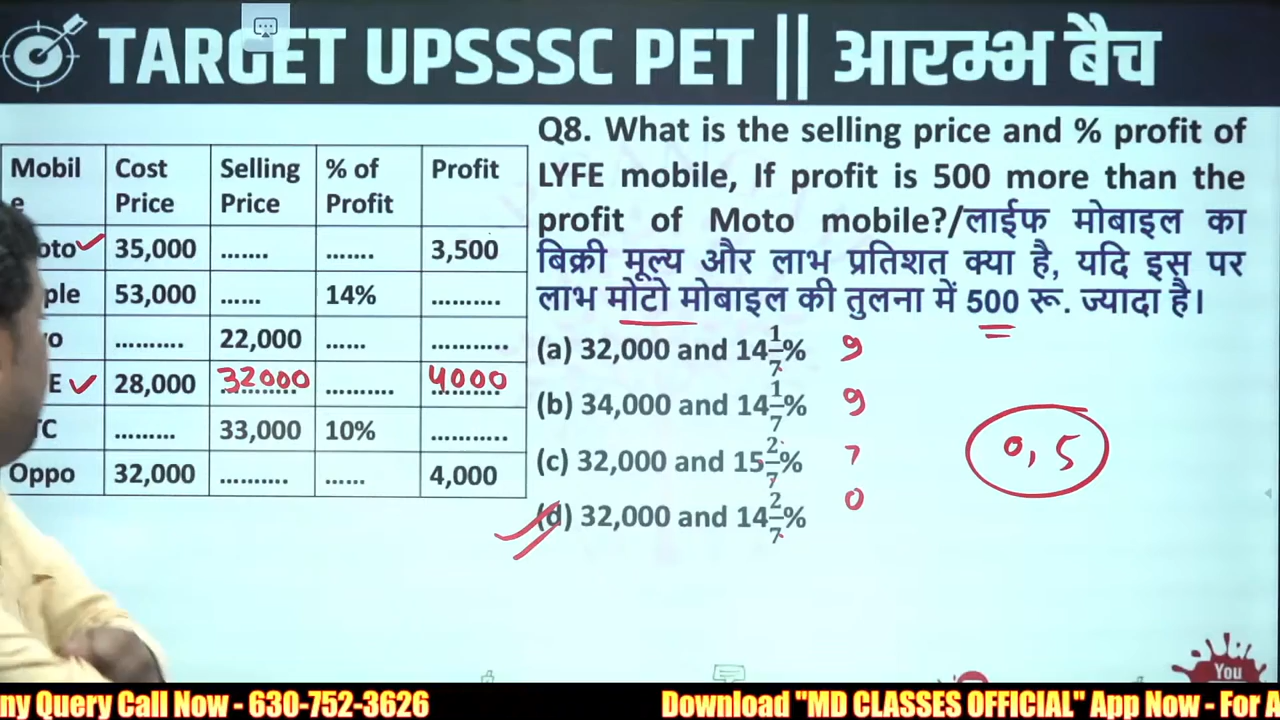 TARGET UPSSSC PET || आरम्भ बैच
Q8. What is the selling price and % profit of
LYFE mobile, If profit is 500 more than the
profit of Moto mobile?/लाईफ मोबाइल का
बिक्री मूल्य और लाभ प्रतिशत क्या है, यदि इस पर
लाभ मोटो मोबाइल की तुलना में 500 रू. ज्यादा है।
(a) 32,000 and 14 1/7% 9
(b) 34,000 and 14 1/7% 9
(c) 32,000 and 15 2/7% 7
(d) 32,000 and 14 2/7% 0
0, 5
Mobil
e Cost
Price Selling
Price % of
Profit Profit
oto 35,000 ....... ....... 3,500
ple 53,000 ...... 14% ..........
o .......... 22,000 ...... ...........
E 28,000 32000 .......... 4000
TC ......... 33,000 10% ...........
Oppo 32,000 .......... ...... 4,000
You
ny Query Call Now - 630-752-3626
Download "MD CLASSES OFFICIAL" App Now - For A